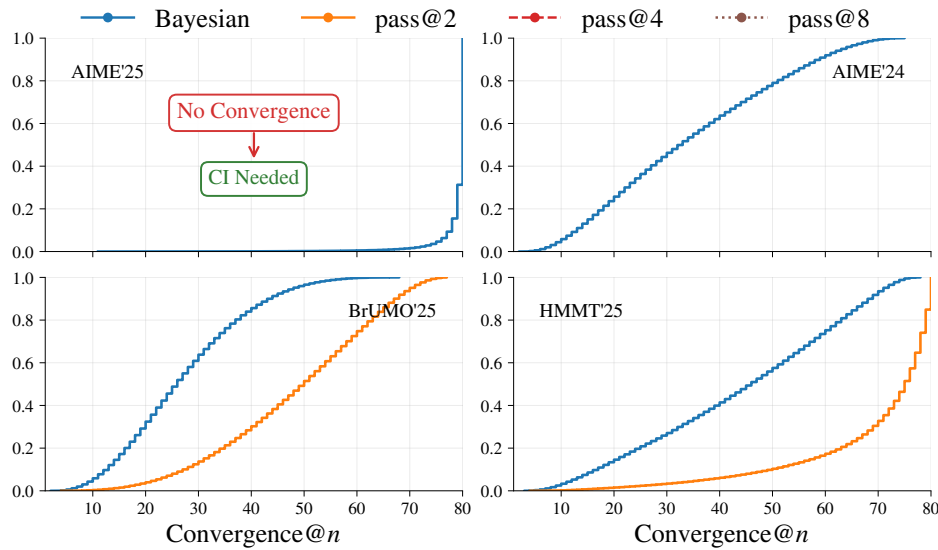 Bayesian pass@2 pass@4 pass@8
AIME'25
No Convergence
CI Needed
1.0
0.8
0.6
0.4
0.2
0.0
AIME'24
1.0
0.8
0.6
0.4
0.2
0.0
BrUMO'25
1.0
0.8
0.6
0.4
0.2
0.0
10 20 30 40 50 60 70 80
Convergence@n
HMMT'25
1.0
0.8
0.6
0.4
0.2
0.0
10 20 30 40 50 60 70 80
Convergence@n